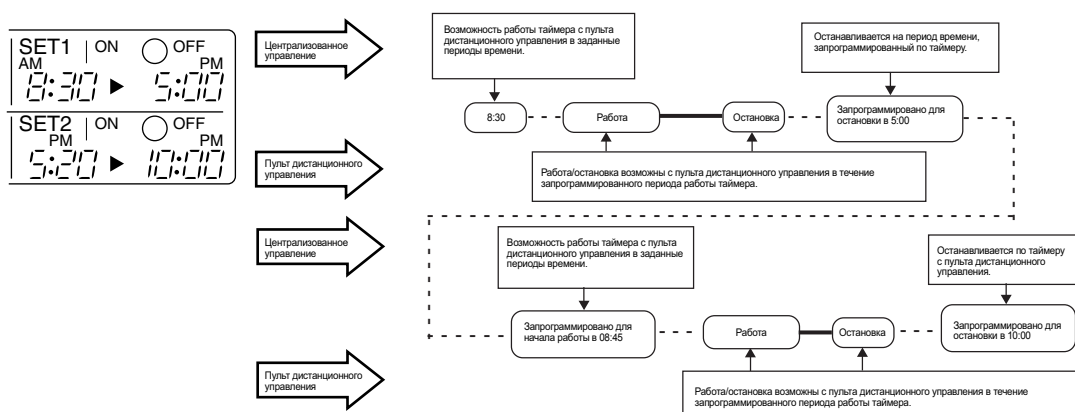 SET1 ON OFF
AM PM
8:30 ▶ 5:00
SET2 ON OFF
PM PM
5:20 ▶ 10:00
Централизованное
управление
Возможность работы таймера с пульта
дистанционного управления в заданные
периоды времени.
Останавливается на период времени,
запрограммированный по таймеру.
8:30
Работа
Остановка
Запрограммировано для
остановки в 5:00
Пульт дистанционного
управления
Работа/остановка возможны с пульта дистанционного управления в течение
запрограммированного периода работы таймера.
Централизованное
управление
Возможность работы таймера с пульта
дистанционного управления в заданные
периоды времени.
Останавливается по таймеру
с пульта дистанционного
управления.
Запрограммировано для
начала работы в 08:45
Работа
Остановка
Запрограммировано для
остановки в 10:00
Пульт дистанционного
управления
Работа/остановка возможны с пульта дистанционного управления в течение
запрограммированного периода работы таймера.